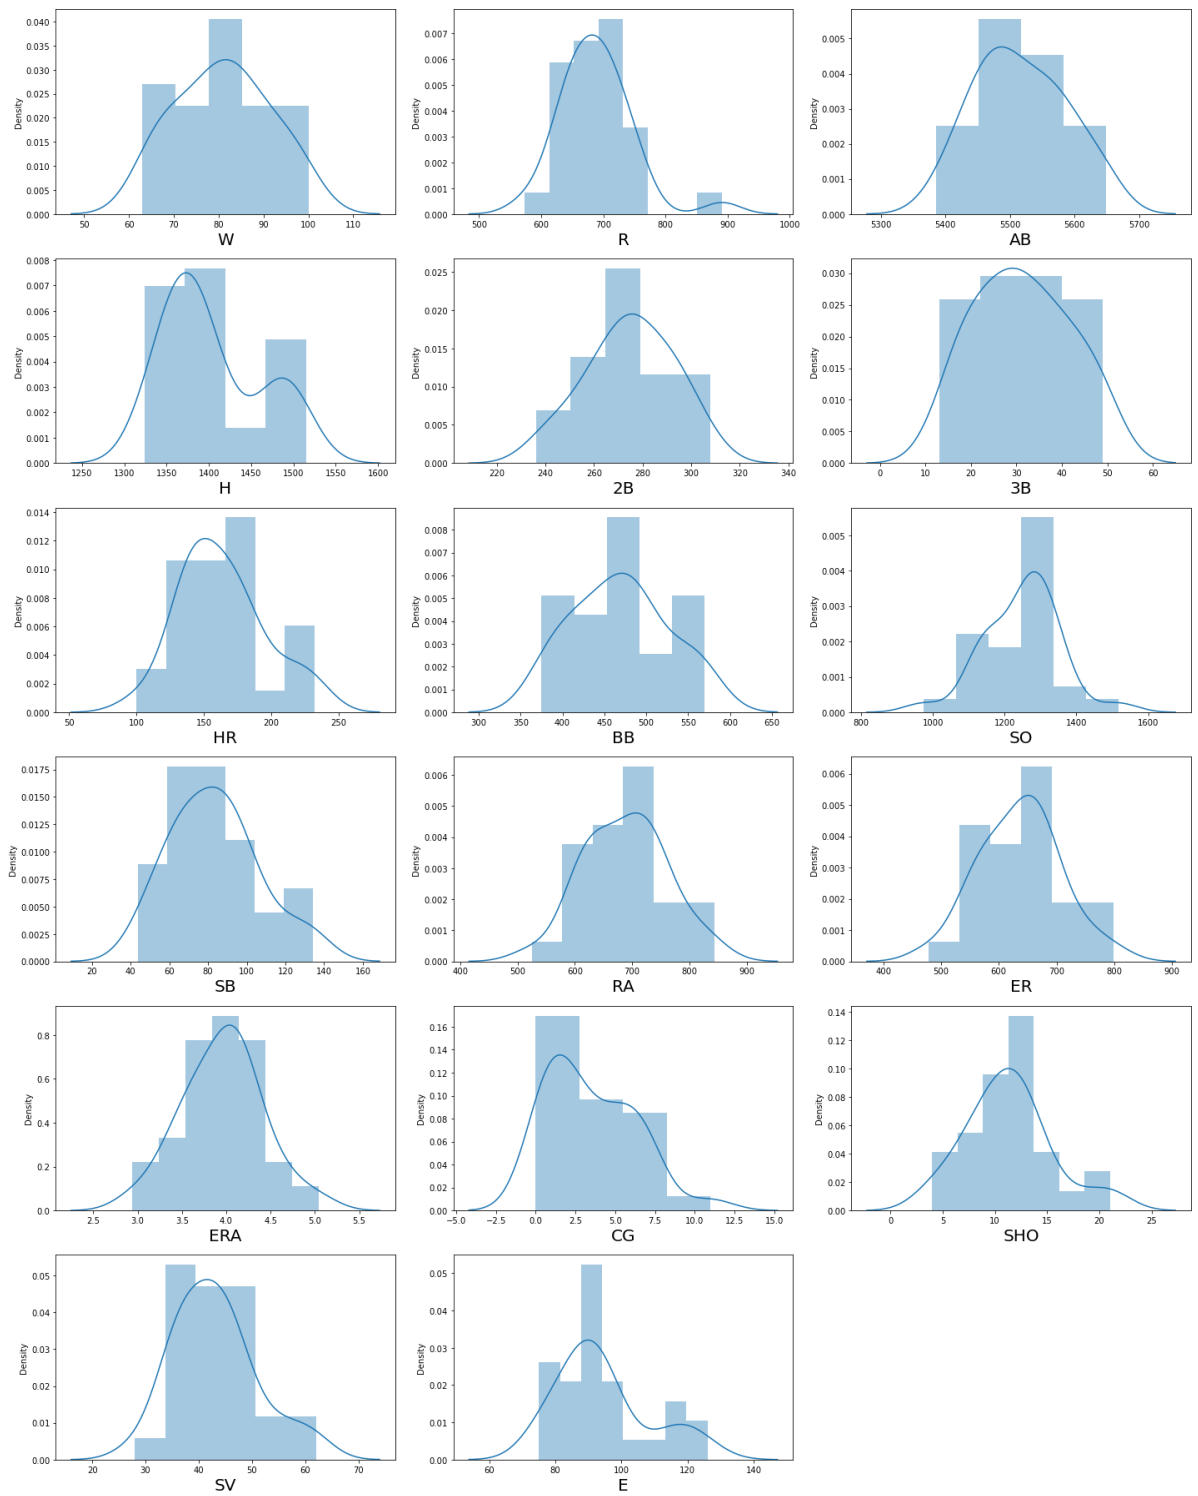 0.040
0.035
0.030
0.025
0.020
0.015
0.010
0.005
0.000
Density
50 60 70 80 90 100 110
W
0.007
0.006
0.005
0.004
0.003
0.002
0.001
0.000
Density
500 600 700 800 900 1000
R
0.005
0.004
0.003
0.002
0.001
0.000
Density
5300 5400 5500 5600 5700
AB
0.008
0.007
0.006
0.005
0.004
0.003
0.002
0.001
0.000
Density
1250 1300 1350 1400 1450 1500 1550 1600
H
0.025
0.020
0.015
0.010
0.005
0.000
Density
220 240 260 280 300 320 340
2B
0.030
0.025
0.020
0.015
0.010
0.005
0.000
Density
0 10 20 30 40 50 60
3B
0.014
0.012
0.010
0.008
0.006
0.004
0.002
0.000
Density
50 100 150 200 250
HR
0.008
0.007
0.006
0.005
0.004
0.003
0.002
0.001
0.000
Density
300 350 400 450 500 550 600 650
BB
0.005
0.004
0.003
0.002
0.001
0.000
Density
800 1000 1200 1400 1600
SO
0.0175
0.0150
0.0125
0.0100
0.0075
0.0050
0.0025
0.0000
Density
20 40 60 80 100 120 140 160
SB
0.006
0.005
0.004
0.003
0.002
0.001
0.000
Density
400 500 600 700 800 900
RA
0.006
0.005
0.004
0.003
0.002
0.001
0.000
Density
400 500 600 700 800 900
ER
0.8
0.6
0.4
0.2
0.0
Density
2.5 3.0 3.5 4.0 4.5 5.0 5.5
ERA
0.16
0.14
0.12
0.10
0.08
0.06
0.04
0.02
0.00
Density
−5.0 −2.5 0.0 2.5 5.0 7.5 10.0 12.5 15.0
CG
0.14
0.12
0.10
0.08
0.06
0.04
0.02
0.00
Density
0 5 10 15 20 25
SHO
0.05
0.04
0.03
0.02
0.01
0.00
Density
20 30 40 50 60 70
SV
0.05
0.04
0.03
0.02
0.01
0.00
Density
60 80 100 120 140
E